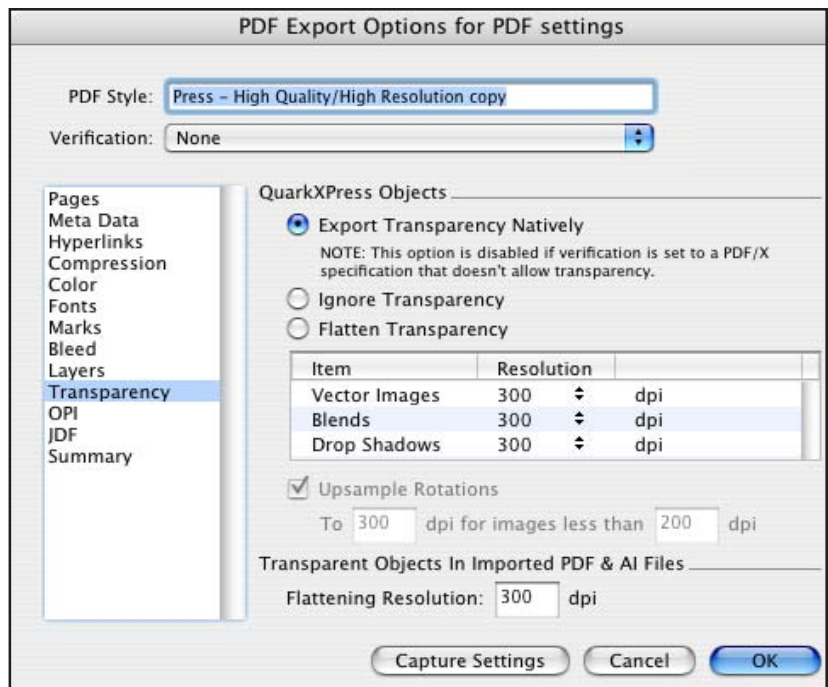 PDF Export Options for PDF settings
PDF Style: Press – High Quality/High Resolution copy
Verification: None
Pages
Meta Data
Hyperlinks
Compression
Color
Fonts
Marks
Bleed
Layers
Transparency
OPI
JDF
Summary
QuarkXPress Objects
Export Transparency Natively
NOTE: This option is disabled if verification is set to a PDF/X
specification that doesn't allow transparency.
Ignore Transparency
Flatten Transparency
Item Resolution
Vector Images 300 dpi
Blends 300 dpi
Drop Shadows 300 dpi
Upsample Rotations
To 300 dpi for images less than 200 dpi
Transparent Objects In Imported PDF & AI Files
Flattening Resolution: 300 dpi
Capture Settings Cancel OK